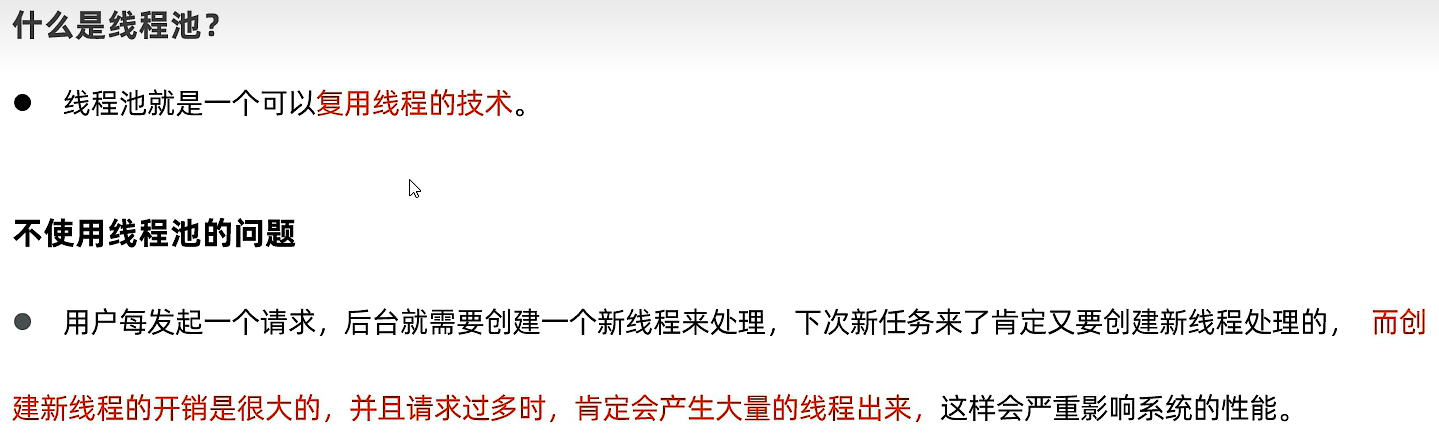 什么是线程池？
● 线程池就是一个可以复用线程的技术。
不使用线程池的问题
● 用户每发起一个请求，后台就需要创建一个新线程来处理，下次新任务来了肯定又要创建新线程处理的， 而创
建新线程的开销是很大的，并且请求过多时，肯定会产生大量的线程出来，这样会严重影响系统的性能。